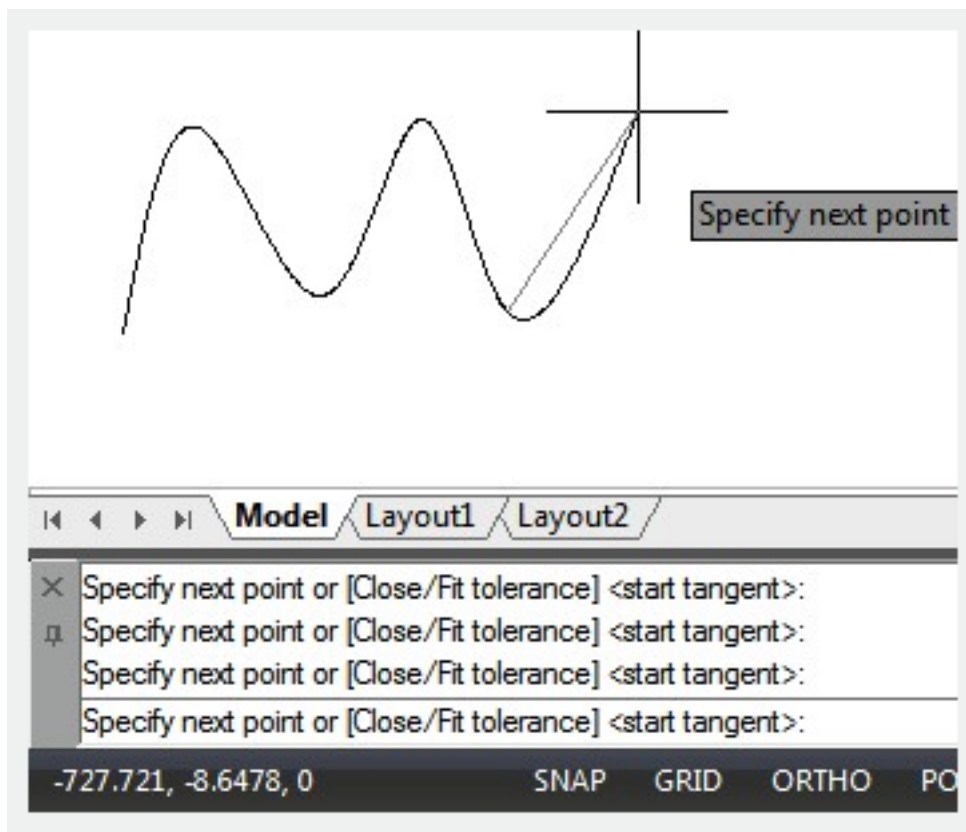 Specify next point
Model Layout1 Layout2
Specify next point or [Close/Fit tolerance] <start tangent>:
Specify next point or [Close/Fit tolerance] <start tangent>:
Specify next point or [Close/Fit tolerance] <start tangent>:
Specify next point or [Close/Fit tolerance] <start tangent>:
-727.721, -8.6478, 0 SNAP GRID ORTHO PO